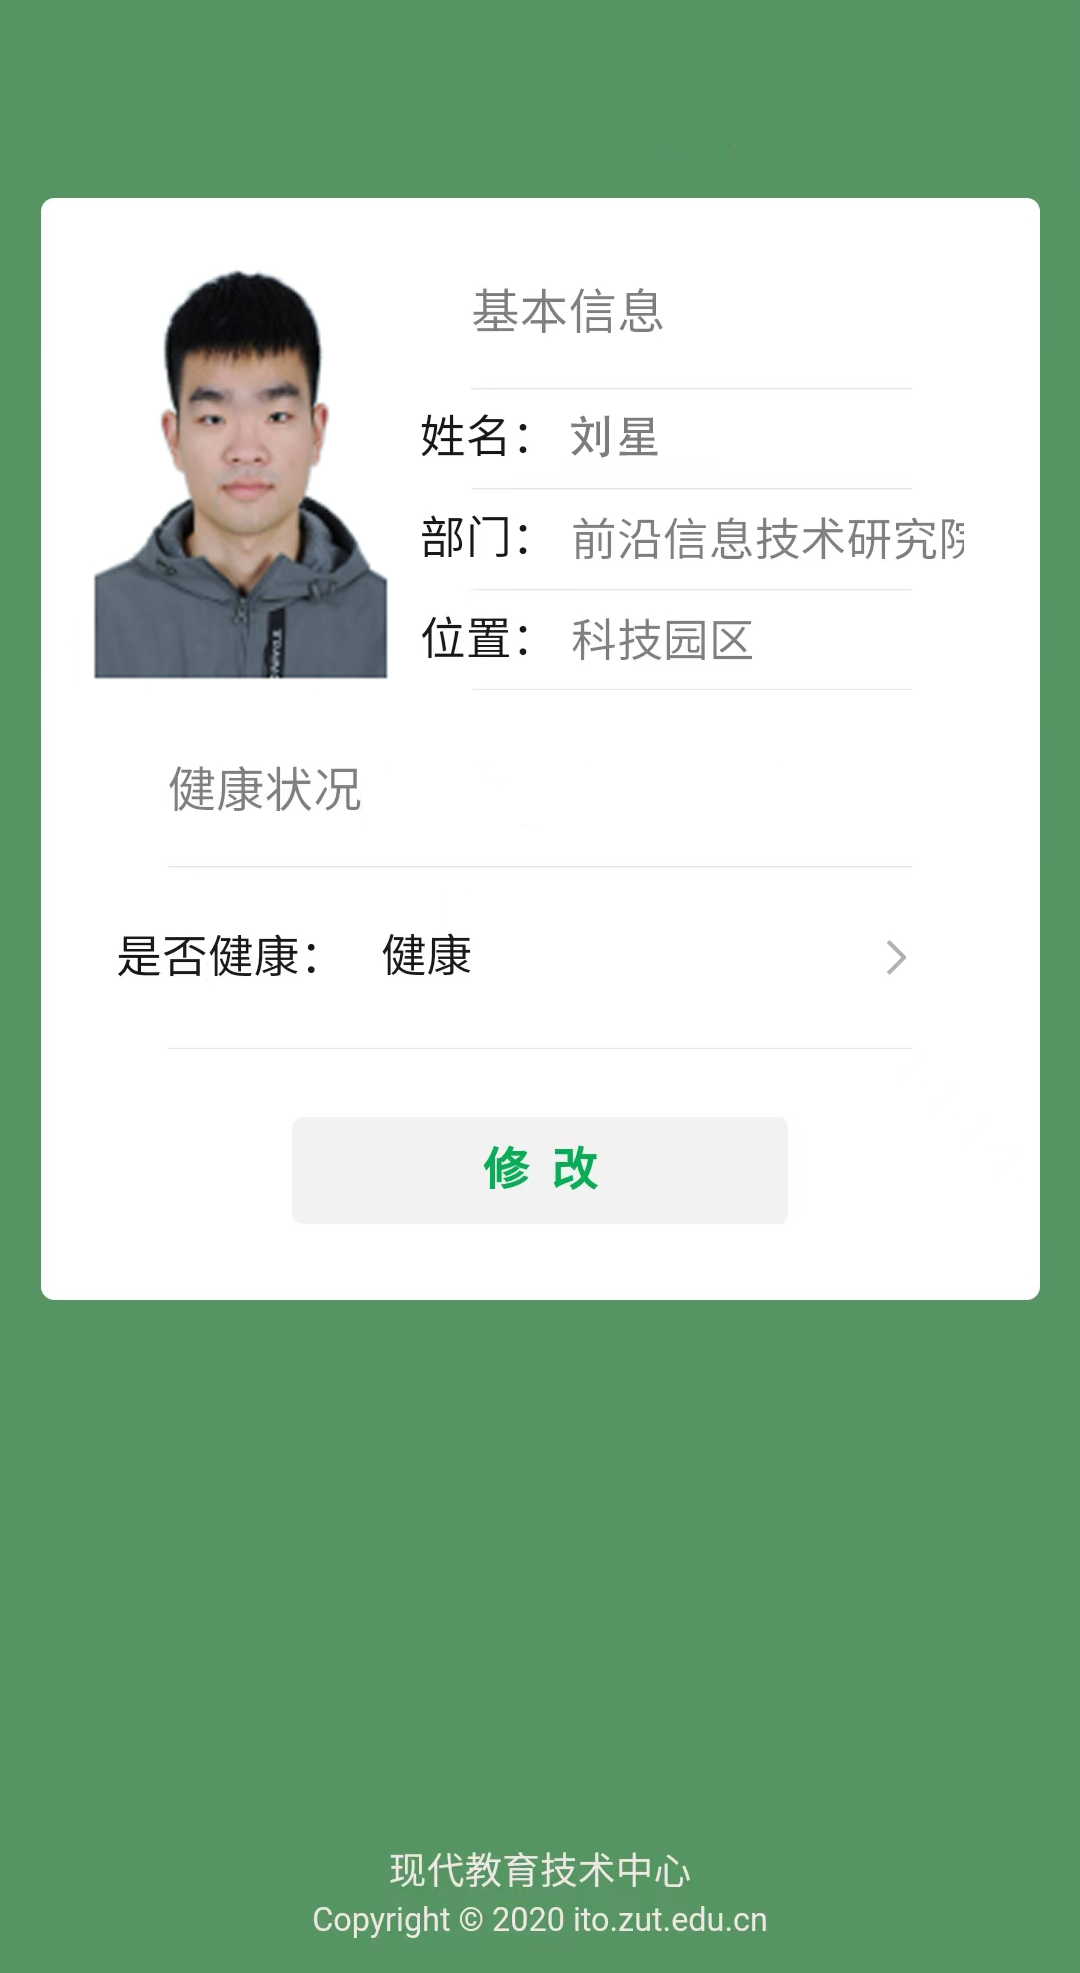 基本信息
姓名： 刘星
部门： 前沿信息技术研究院
位置： 科技园区
健康状况
是否健康： 健康
修 改
现代教育技术中心
Copyright © 2020 ito.zut.edu.cn